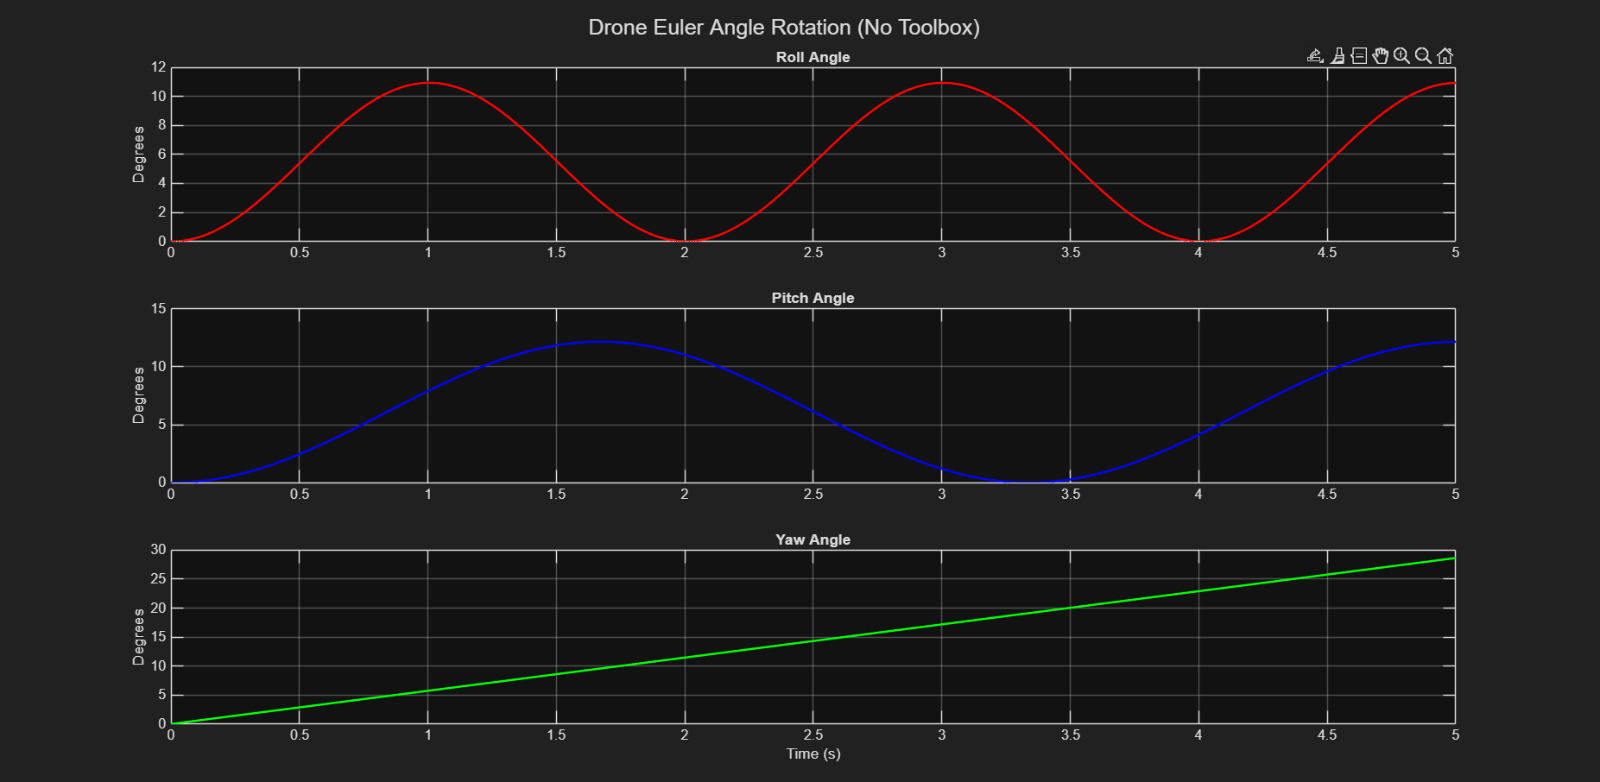 Drone Euler Angle Rotation (No Toolbox)
Roll Angle
12
10
8
6
4
2
0
Degrees
0 0.5 1 1.5 2 2.5 3 3.5 4 4.5 5
Pitch Angle
15
10
5
0
Degrees
0 0.5 1 1.5 2 2.5 3 3.5 4 4.5 5
Yaw Angle
30
25
20
15
10
5
0
Degrees
0 0.5 1 1.5 2 2.5 3 3.5 4 4.5 5
Time (s)